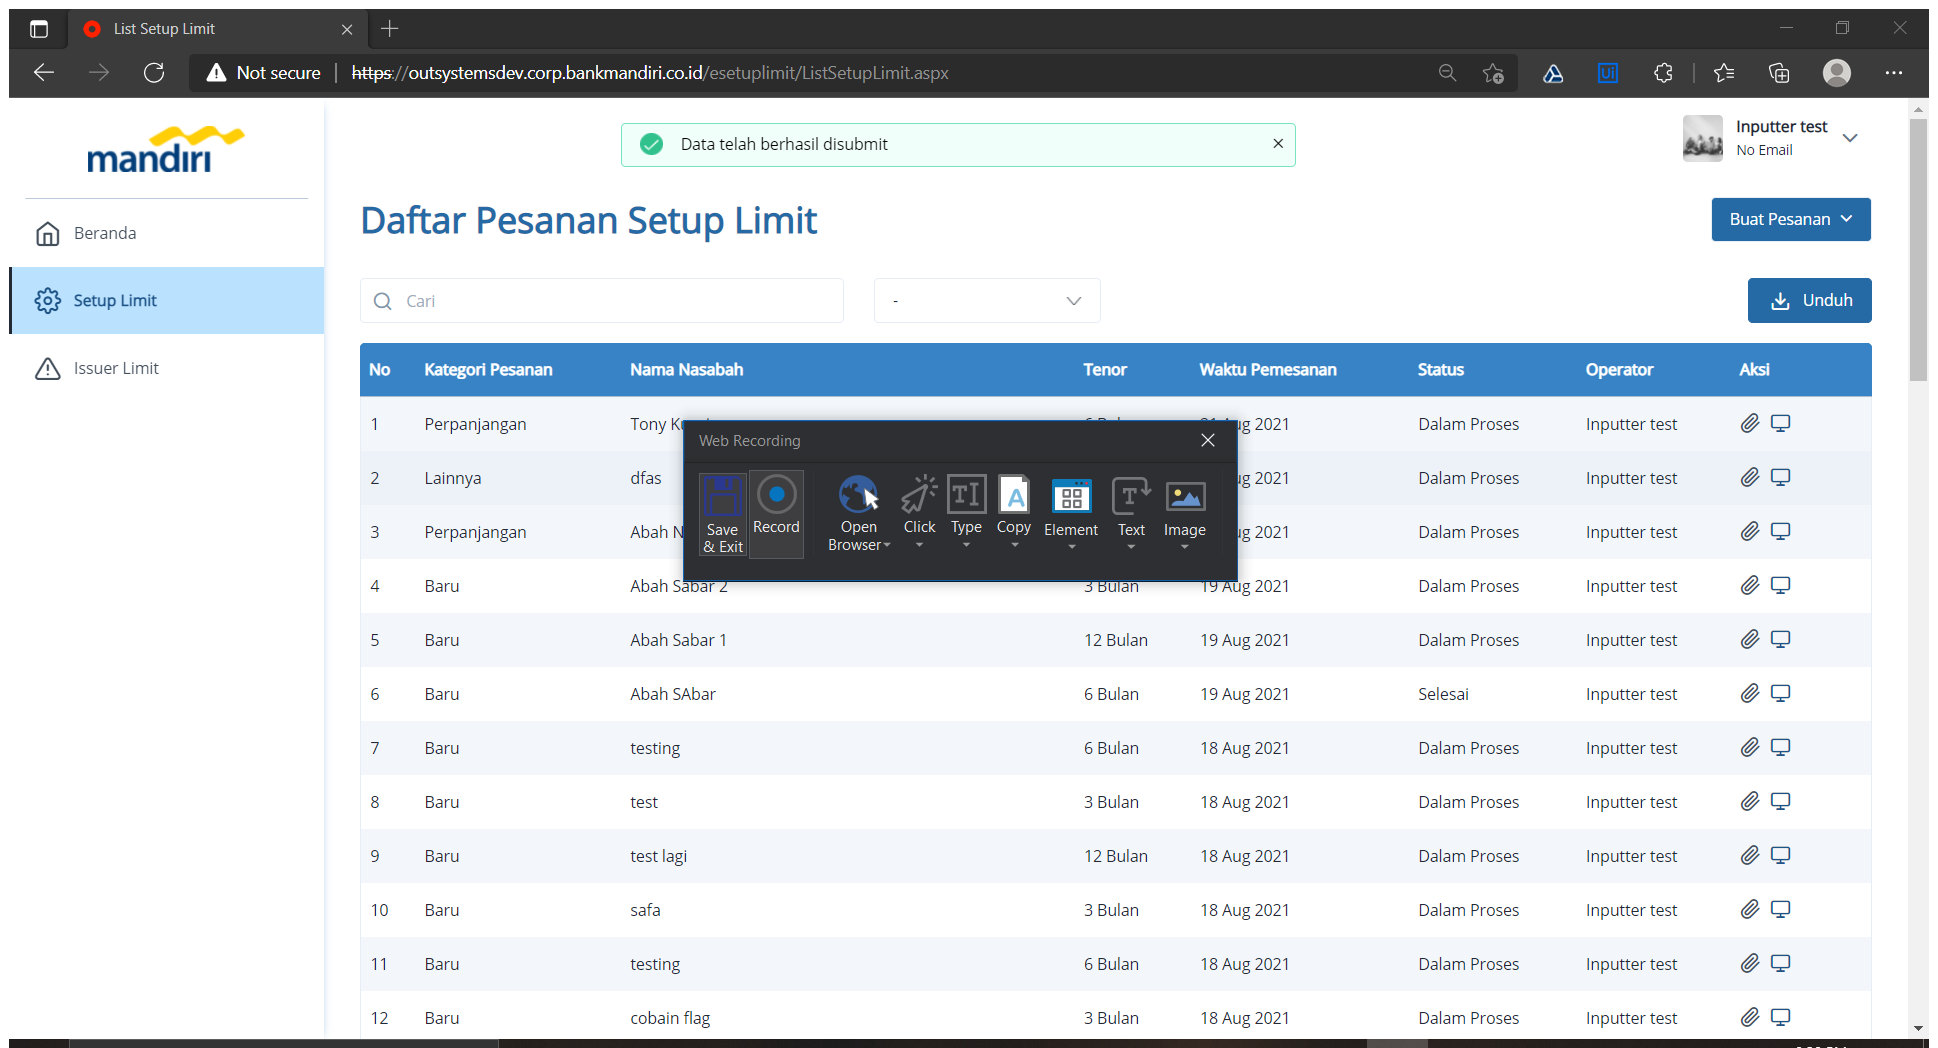 List Setup Limit
Not secure https://outsystemsdev.corp.bankmandiri.co.id/esetuplimit/ListSetupLimit.aspx
Ui
mandiri
Data telah berhasil disubmit
Inputter test
No Email
Beranda
Setup Limit
Issuer Limit
Daftar Pesanan Setup Limit
Buat Pesanan
Cari
-
Unduh
No Kategori Pesanan Nama Nasabah Tenor Waktu Pemesanan Status Operator Aksi
1 Perpanjangan Tony Aug 2021 Dalam Proses Inputter test
Web Recording
2 Lainnya dfas 2021 Dalam Proses Inputter test
Save & Exit
Record
Open Browser
Click
Type
Copy
Element
Text
Image
3 Perpanjangan Abah 2021 Dalam Proses Inputter test
4 Baru Abah Sabar 2 3 Bulan 19 Aug 2021 Dalam Proses Inputter test
5 Baru Abah Sabar 1 12 Bulan 19 Aug 2021 Dalam Proses Inputter test
6 Baru Abah SAbar 6 Bulan 19 Aug 2021 Selesai Inputter test
7 Baru testing 6 Bulan 18 Aug 2021 Dalam Proses Inputter test
8 Baru test 3 Bulan 18 Aug 2021 Dalam Proses Inputter test
9 Baru test lagi 12 Bulan 18 Aug 2021 Dalam Proses Inputter test
10 Baru safa 3 Bulan 18 Aug 2021 Dalam Proses Inputter test
11 Baru testing 6 Bulan 18 Aug 2021 Dalam Proses Inputter test
12 Baru cobain flag 3 Bulan 18 Aug 2021 Dalam Proses Inputter test